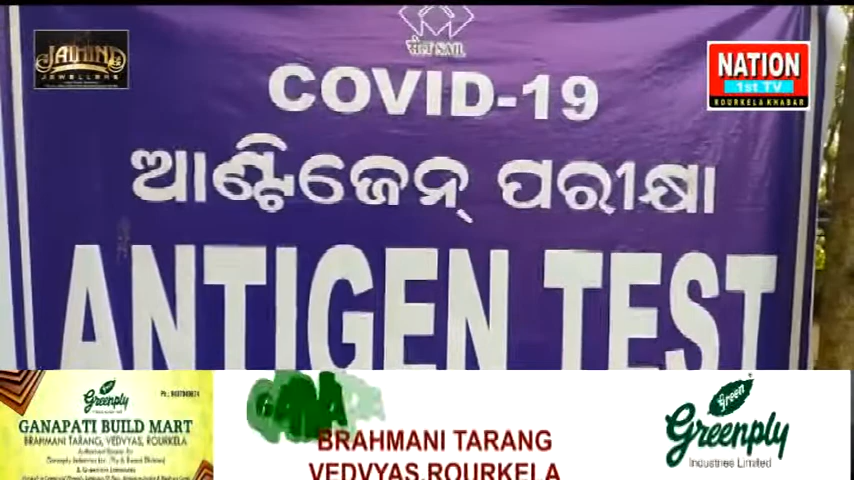 सेल SAIL
JAIHIND
JEWELLERS
NATION
1st TV
ROURKELA KHABAR
COVID-19
ଆଣ୍ଟିଜେନ୍ ପରୀକ୍ଷା
ANTIGEN TEST
Greenply
GANAPATI BUILD MART
BRAHMANI TARANG, VEDVYAS, ROURKELA
BRAHMANI TARANG
VEDVYAS,ROURKELA
green
GREENPLY
Industries Limited